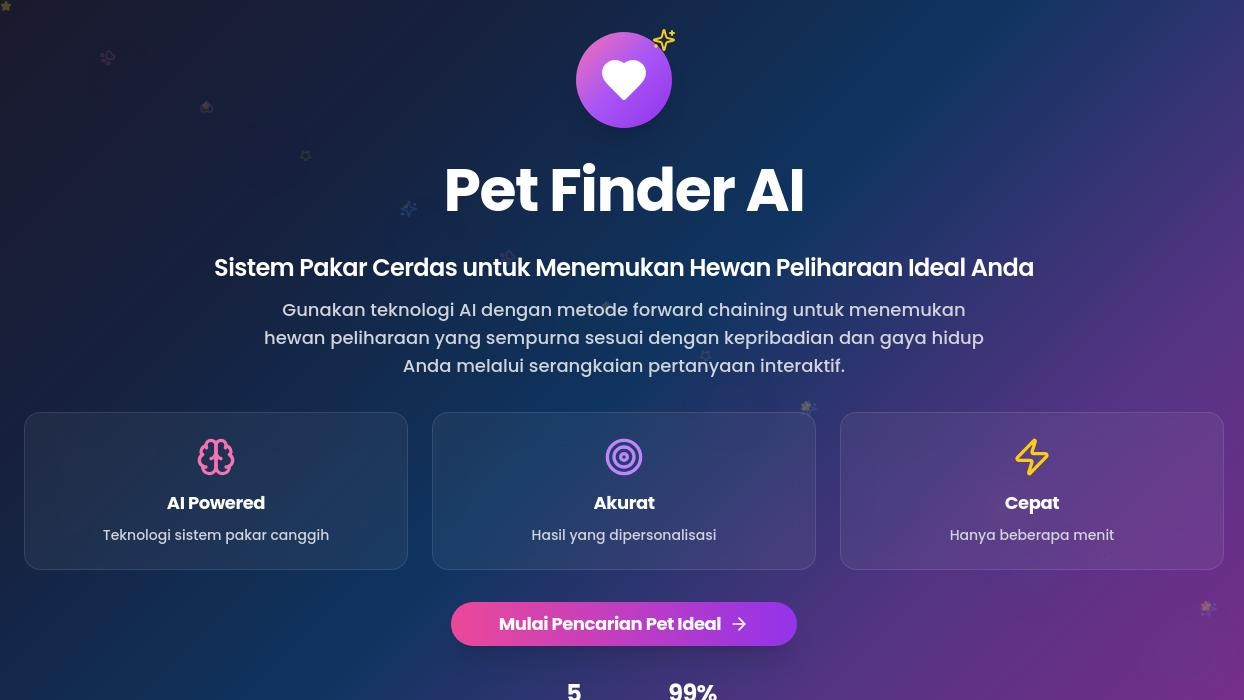 Pet Finder AI
Sistem Pakar Cerdas untuk Menemukan Hewan Peliharaan Ideal Anda
Gunakan teknologi AI dengan metode forward chaining untuk menemukan
hewan peliharaan yang sempurna sesuai dengan kepribadian dan gaya hidup
Anda melalui serangkaian pertanyaan interaktif.
AI Powered
Teknologi sistem pakar canggih
Akurat
Hasil yang dipersonalisasi
Cepat
Hanya beberapa menit
Mulai Pencarian Pet Ideal
5
99%